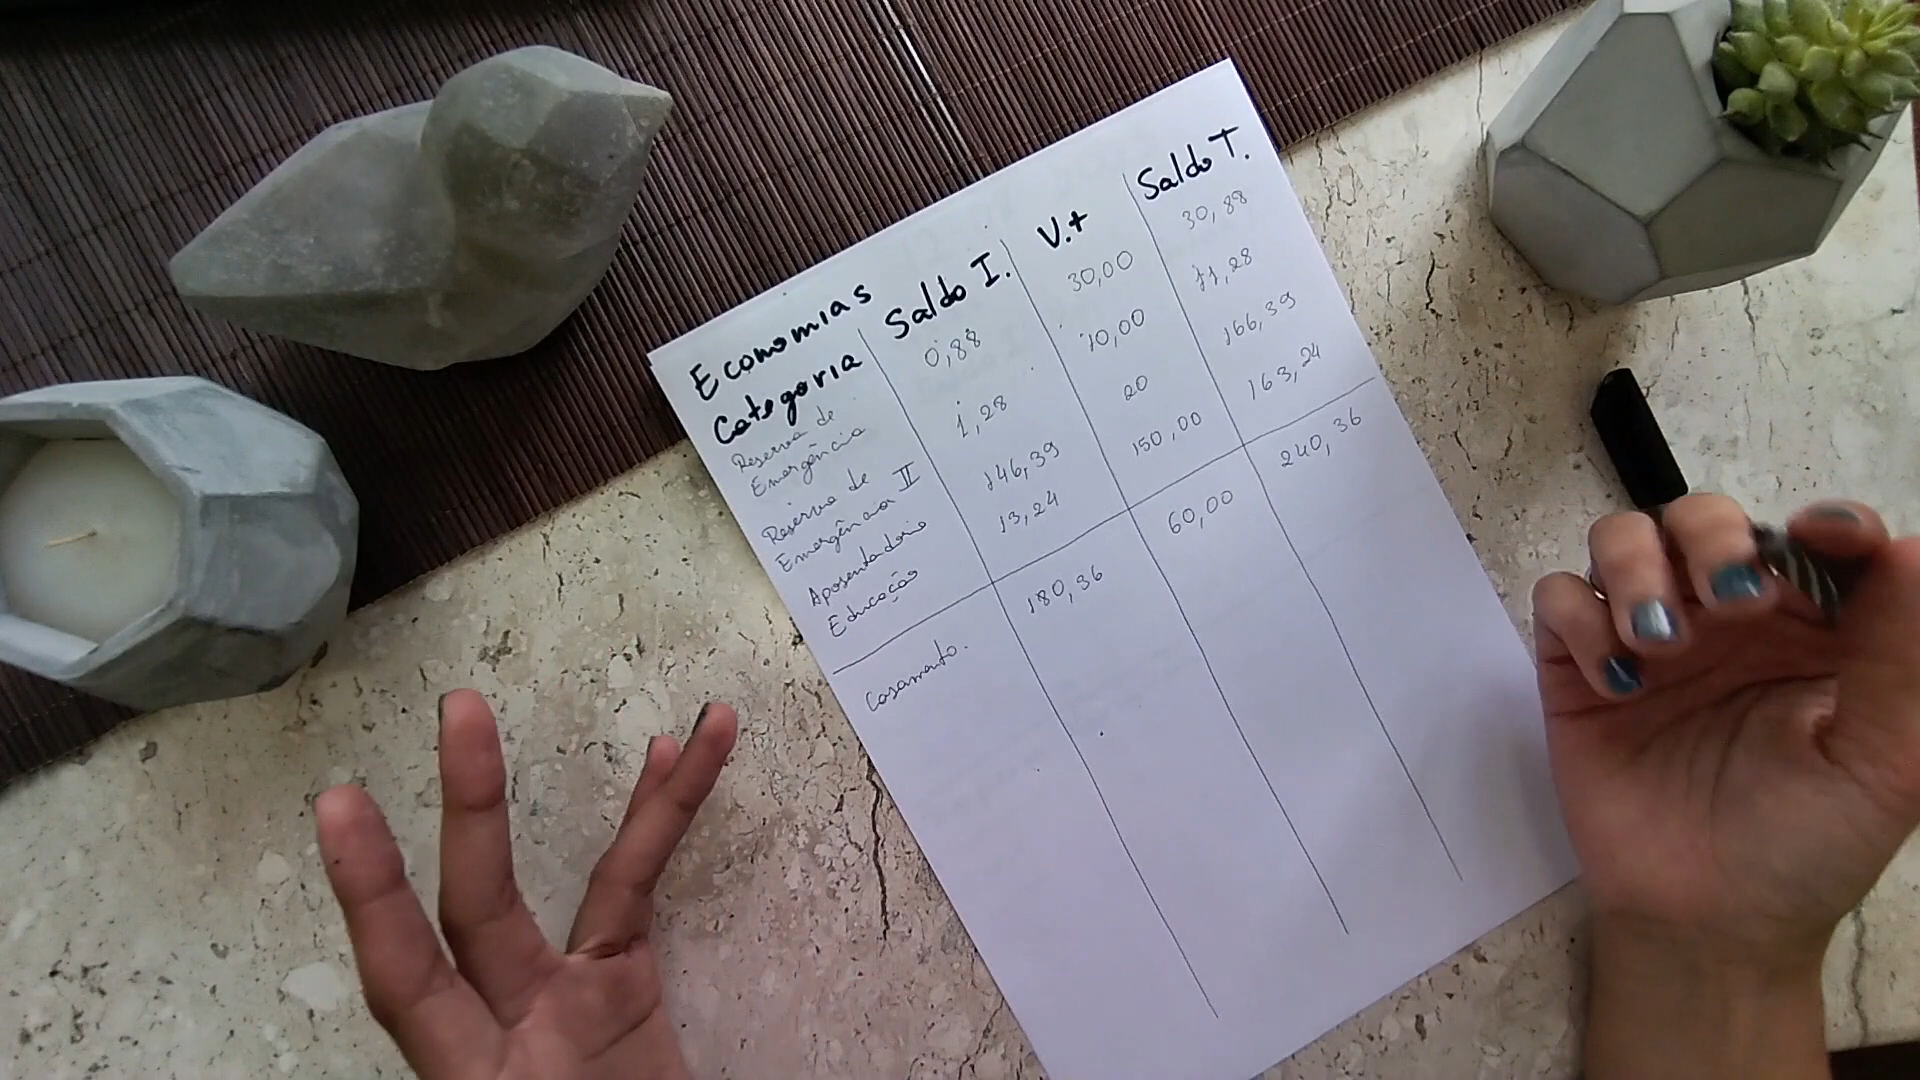 Economias
Categoria Saldo I. V.+ Saldo T.
Reserva de
Emergência 0,88 30,00 30,88
Reserva de
Emergência II 1,28 10,00 11,28
Aposentadoria 146,39 20 166,39
Educação 13,24 150,00 163,24
Casamento. 180,36 60,00 240,36